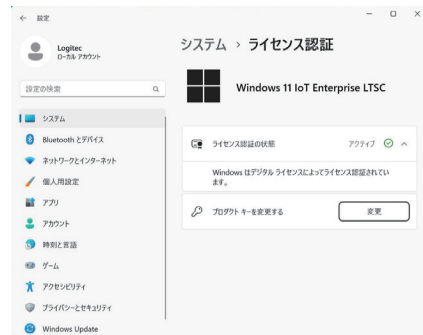 設定
Logitec
ローカル アカウント
設定の検索
システム
Bluetooth とデバイス
ネットワークとインターネット
個人用設定
アプリ
アカウント
時刻と言語
ゲーム
アクセシビリティ
プライバシーとセキュリティ
Windows Update
システム › ライセンス認証
Windows 11 IoT Enterprise LTSC
ライセンス認証の状態
アクティブ
Windows はデジタル ライセンスによってライセンス認証されてい
ます。
プロダクト キーを変更する
変更